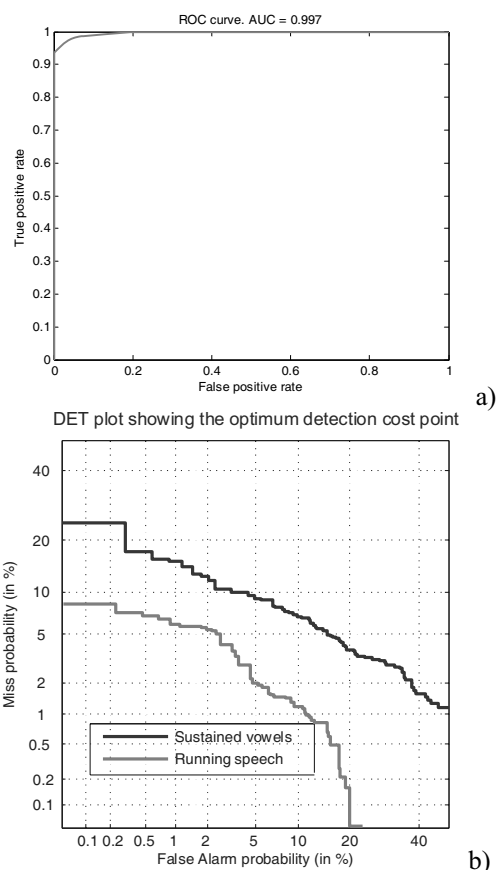 ROC curve. AUC = 0.997
1
0.9
0.8
0.7
0.6
0.5
0.4
0.3
0.2
0.1
0
True positive rate
0 0.2 0.4 0.6 0.8 1
False positive rate
a)
DET plot showing the optimum detection cost point
40
20
10
5
2
1
0.5
0.2
0.1
Miss probability (in %)
Sustained vowels
Running speech
0.1 0.2 0.5 1 2 5 10 20 40
False Alarm probability (in %)
b)